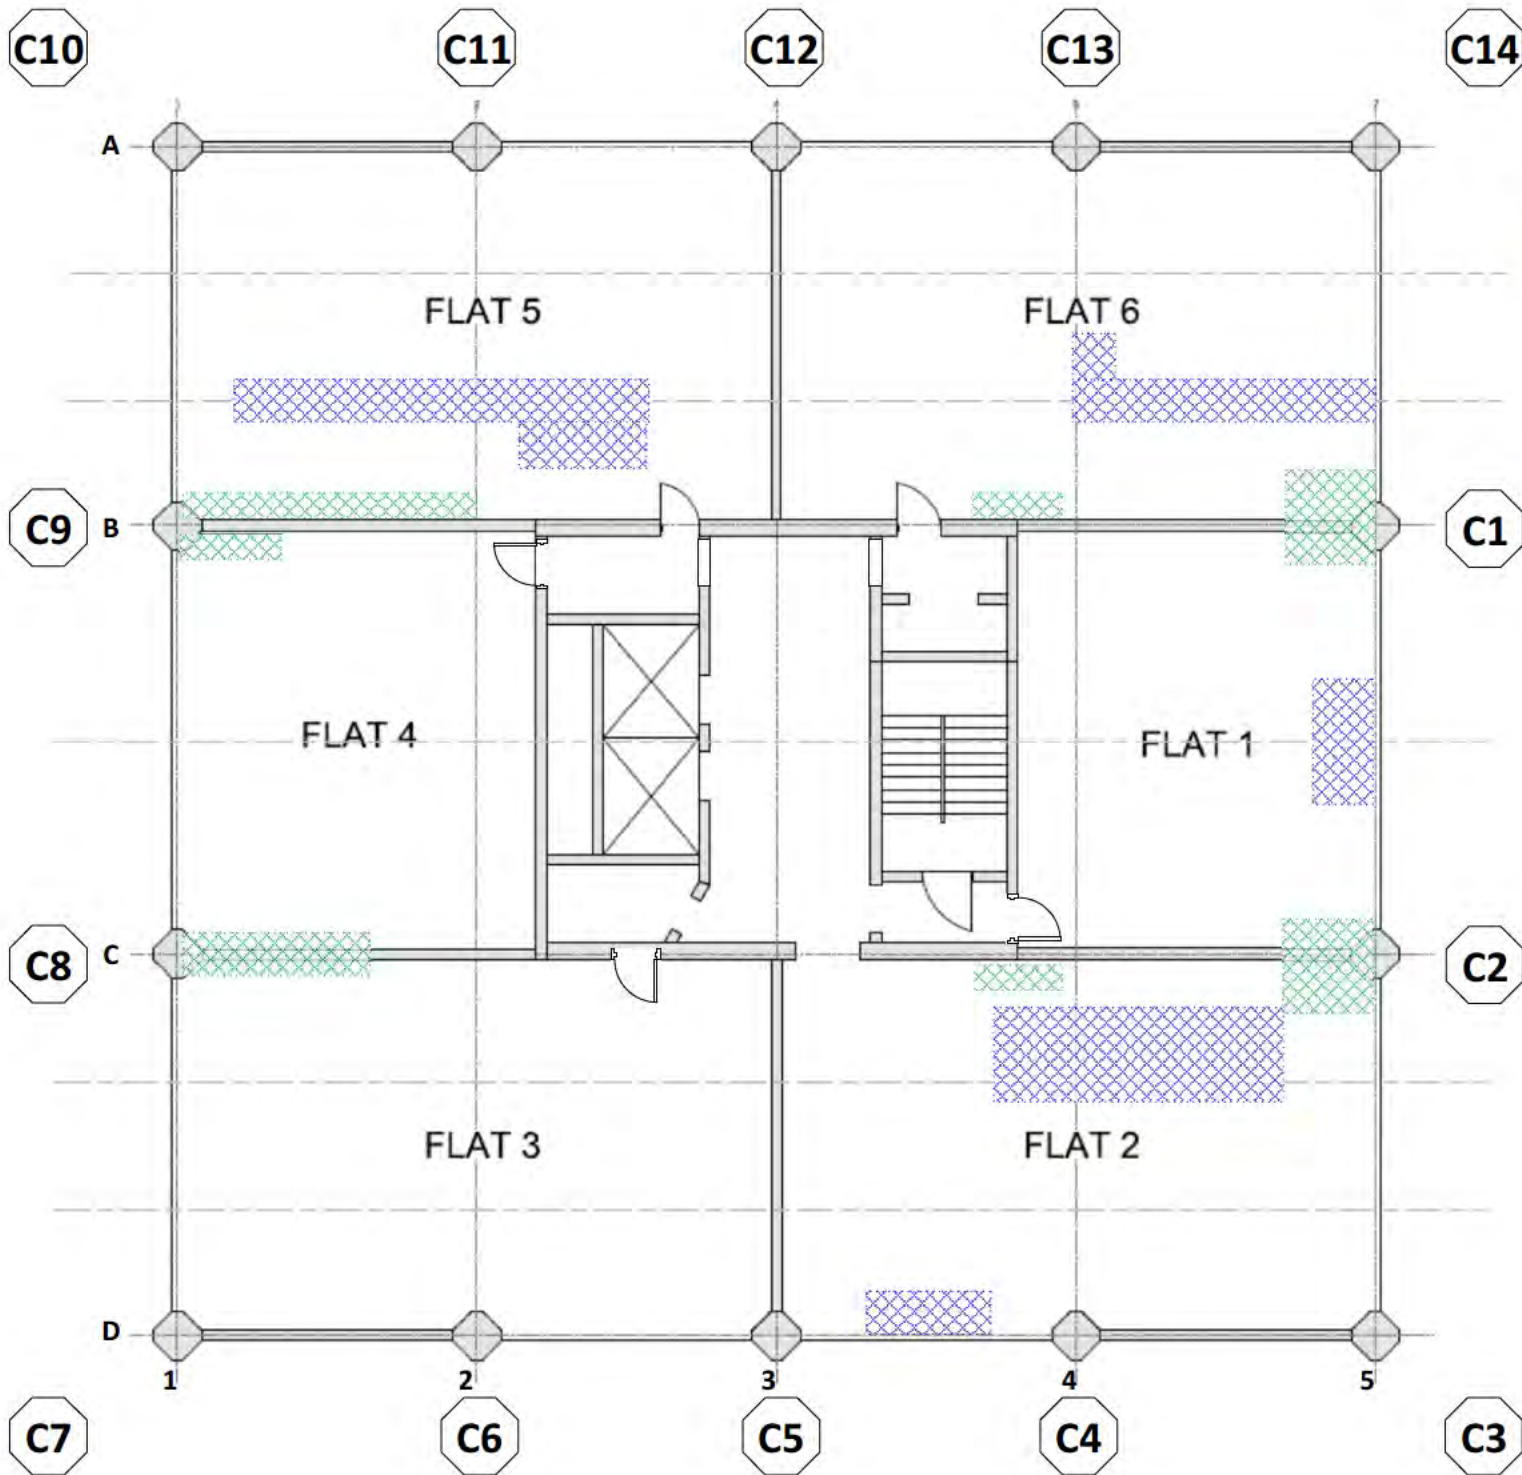 C10 C11 C12 C13 C14
A
FLAT 5 FLAT 6
C9 B C1
FLAT 4 FLAT 1
C8 C C2
FLAT 3 FLAT 2
D
1 2 3 4 5
C7 C6 C5 C4 C3